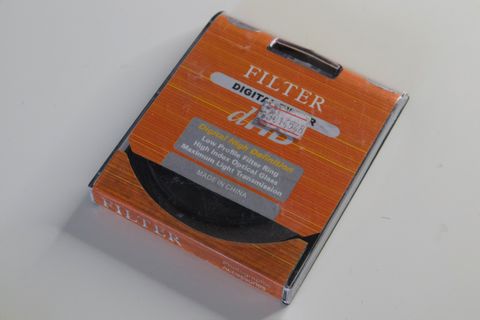 FILTER
DIGITAL
dHD
Digital High Definition
Low Profile Filter Ring
High Index Optical Glass
Maximum Light Transmission
MADE IN CHINA
FILTER